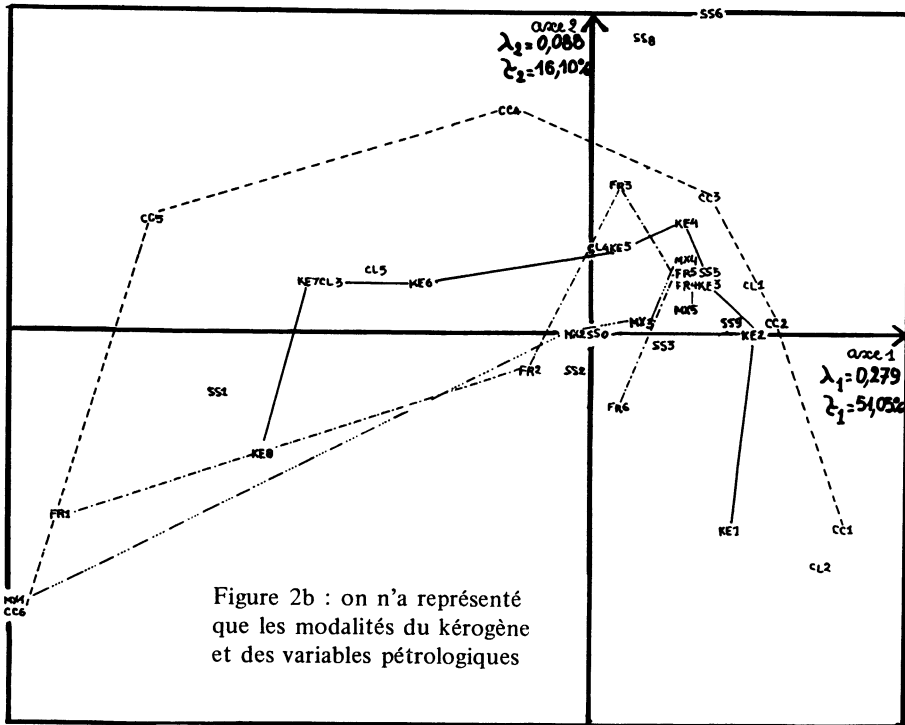 SS6
axe 2
SS8
λ2=0,088
τ2=16,10%
CC4
FR3
CC3
CC5
KE4
CL4KE5
MX4
CL5
FR5SS5
KE7CL3
KE6
FR4KE3
CL1
MX5
MX3
SS9
CC2
MX2SS0
KE2
SS3
axe 1
FR2
SS2
λ1=0,279
SS1
FR6
τ1=51,05%
KE8
FR1
KE1
CC1
CL2
MX1
CC6
Figure 2b : on n'a représenté
que les modalités du kérogène
et des variables pétrologiques